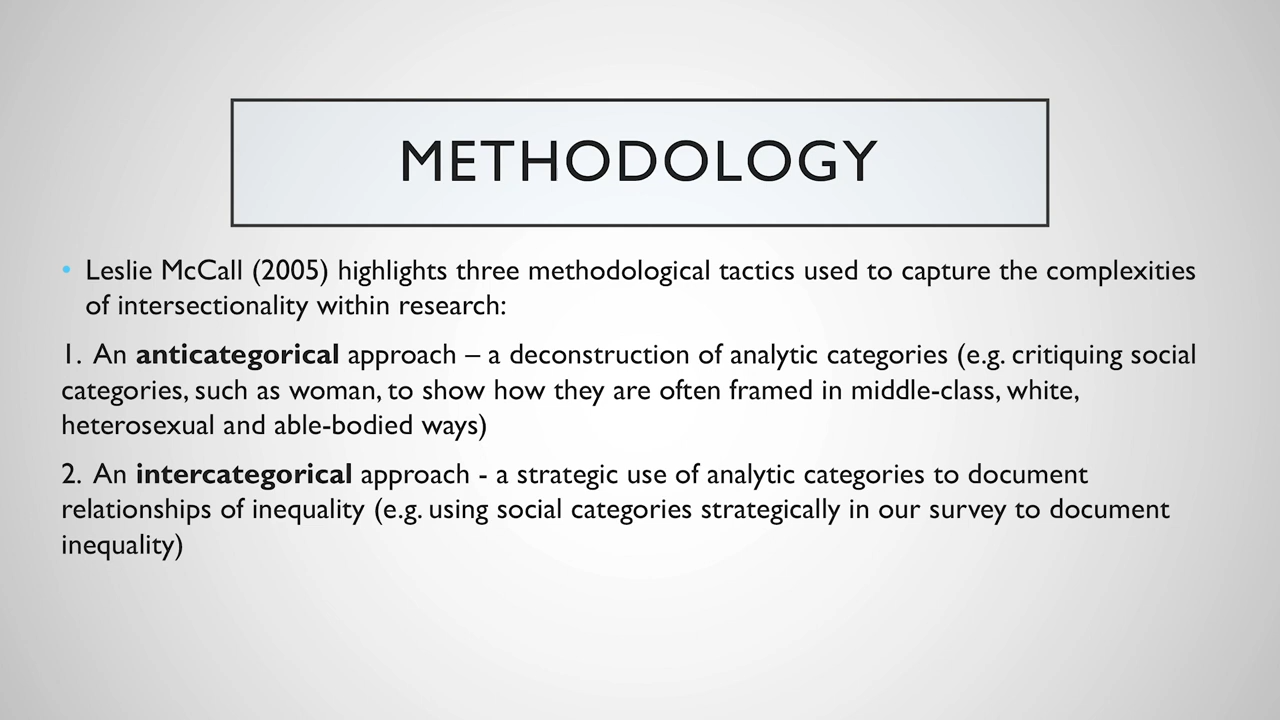 METHODOLOGY
• Leslie McCall (2005) highlights three methodological tactics used to capture the complexities
of intersectionality within research:
1. An anticategorical approach – a deconstruction of analytic categories (e.g. critiquing social
categories, such as woman, to show how they are often framed in middle-class, white,
heterosexual and able-bodied ways)
2. An intercategorical approach - a strategic use of analytic categories to document
relationships of inequality (e.g. using social categories strategically in our survey to document
inequality)